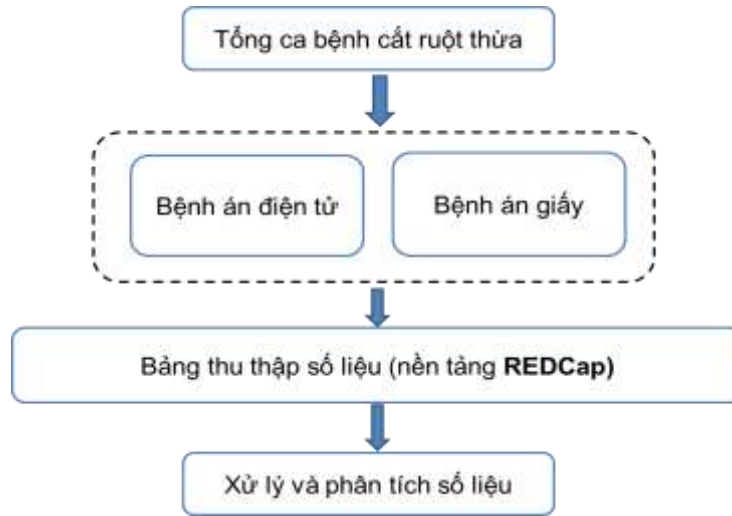 Tổng ca bệnh cắt ruột thừa
Bệnh án điện tử
Bệnh án giấy
Bảng thu thập số liệu (nền tảng REDCap)
Xử lý và phân tích số liệu